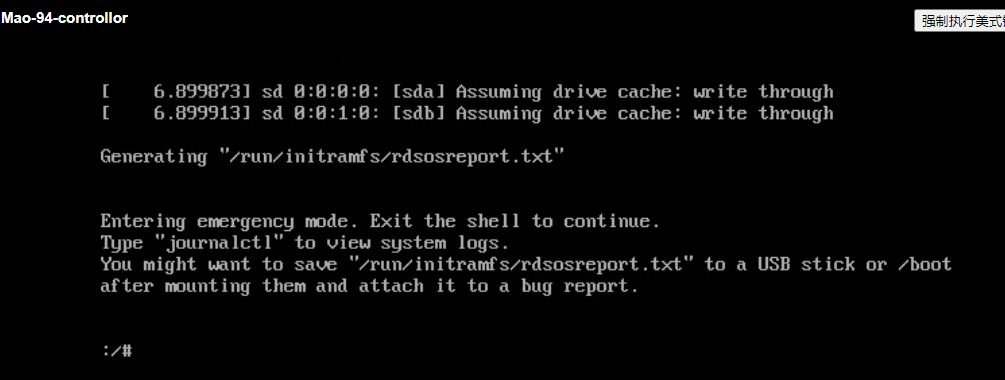 Mao-94-controllor
强制执行美式
[    6.899873] sd 0:0:0:0: [sda] Assuming drive cache: write through
[    6.899913] sd 0:0:1:0: [sdb] Assuming drive cache: write through
Generating "/run/initramfs/rdsosreport.txt"
Entering emergency mode. Exit the shell to continue.
Type "journalctl" to view system logs.
You might want to save "/run/initramfs/rdsosreport.txt" to a USB stick or /boot
after mounting them and attach it to a bug report.
:/#